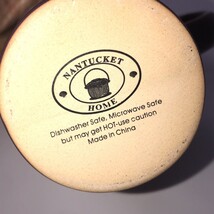 NANTUCKET
HOME
Dishwasher Safe, Microwave Safe
but may get HOT-use caution
Made in China